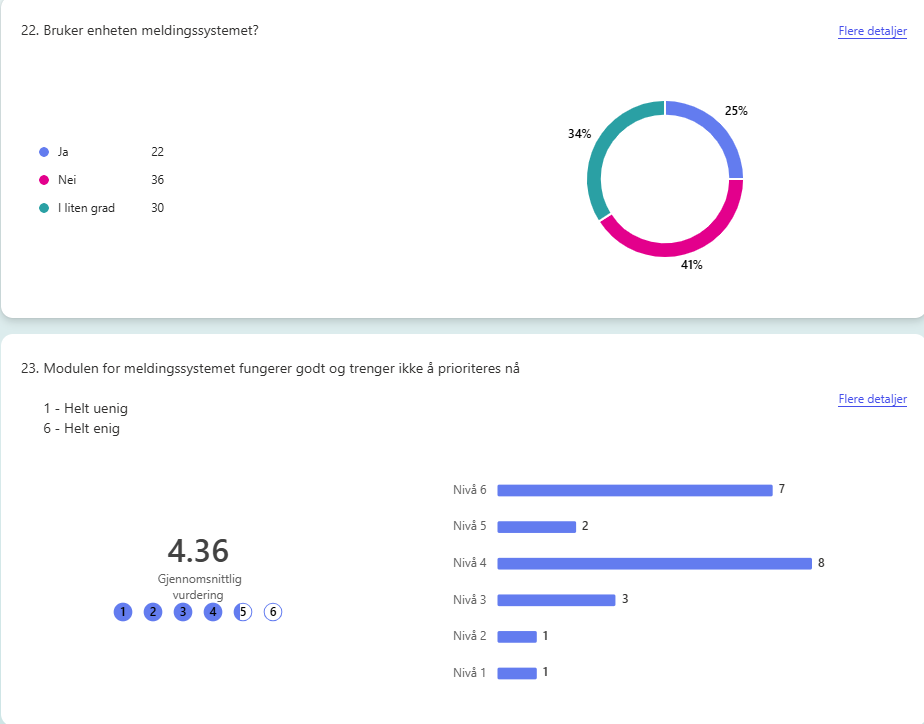 22. Bruker enheten meldingssystemet?
Flere detaljer
Ja 22
Nei 36
I liten grad 30
25%
34%
41%
23. Modulen for meldingssystemet fungerer godt og trenger ikke å prioriteres nå
Flere detaljer
1 - Helt uenig
6 - Helt enig
4.36
Gjennomsnittlig
vurdering
1 2 3 4 5 6
Nivå 6 7
Nivå 5 2
Nivå 4 8
Nivå 3 3
Nivå 2 1
Nivå 1 1